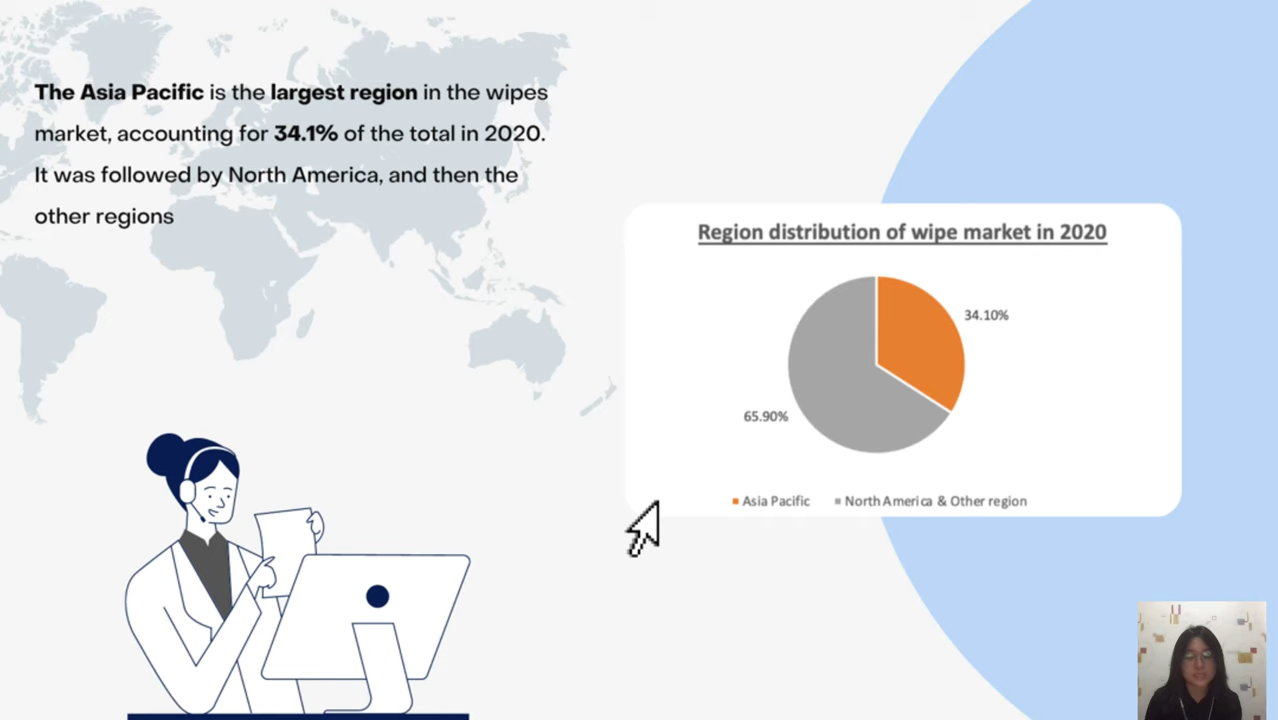 The Asia Pacific is the largest region in the wipes
market, accounting for 34.1% of the total in 2020.
It was followed by North America, and then the
other regions
Region distribution of wipe market in 2020
34.10%
65.90%
Asia Pacific
North America & Other region